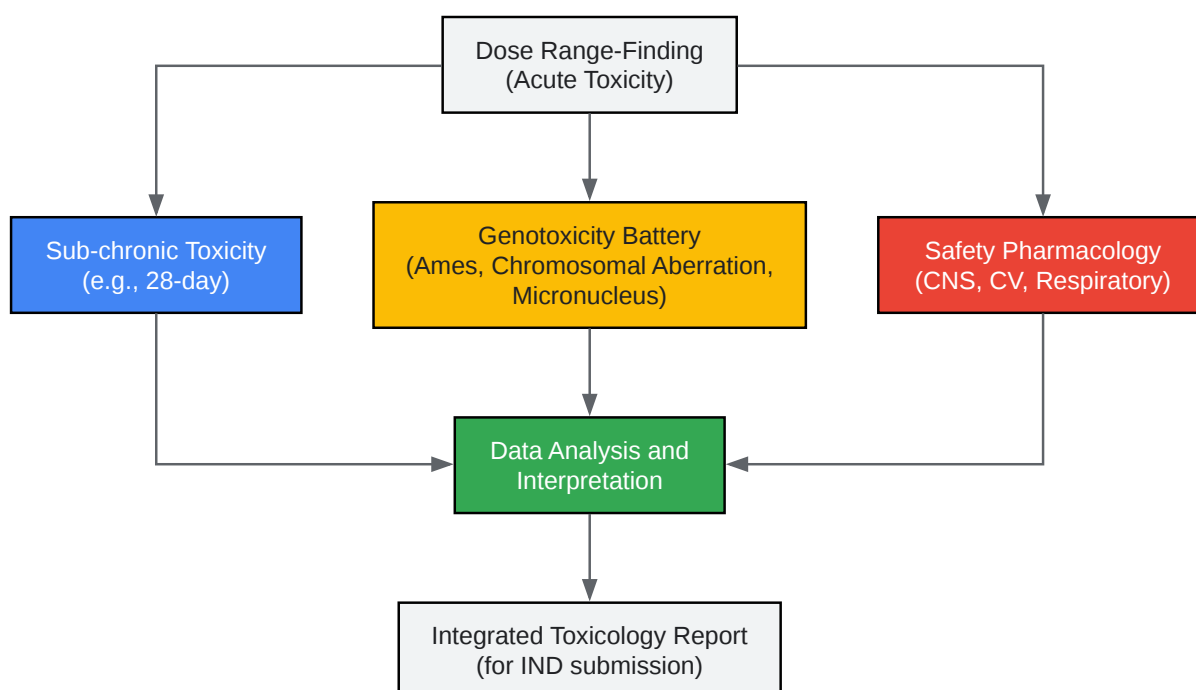 Dose Range-Finding
(Acute Toxicity)
Sub-chronic Toxicity
(e.g., 28-day)
Genotoxicity Battery
(Ames, Chromosomal Aberration,
Micronucleus)
Safety Pharmacology
(CNS, CV, Respiratory)
Data Analysis and
Interpretation
Integrated Toxicology Report
(for IND submission)